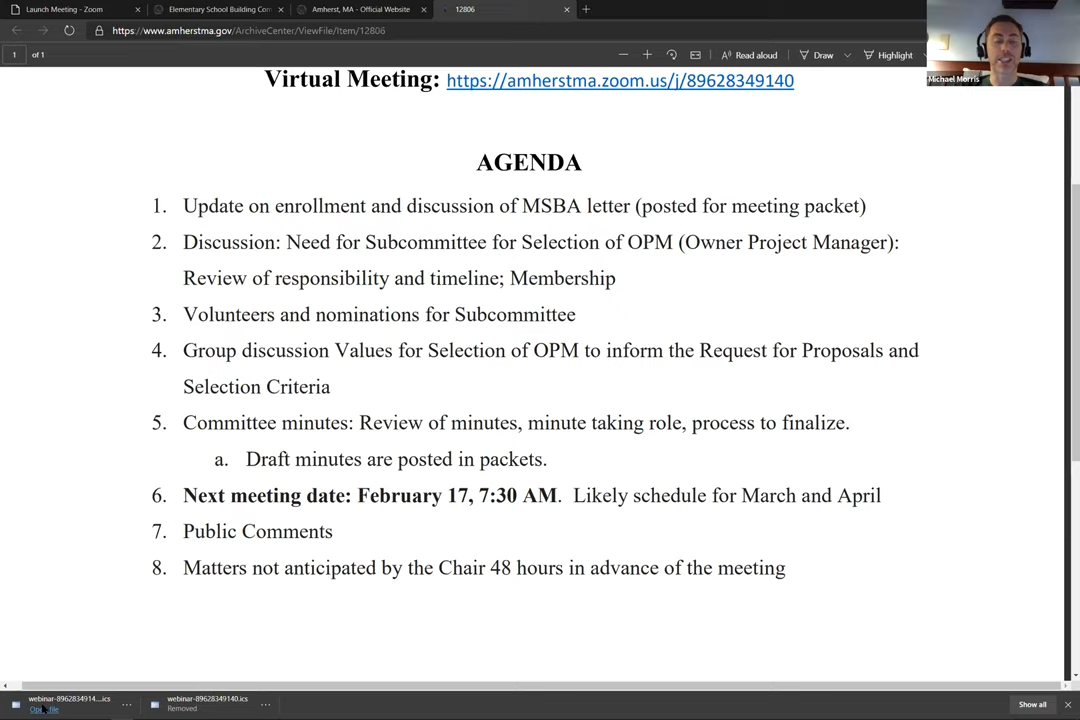 Launch Meeting - Zoom
Elementary School Building Com
Amherst, MA - Official Website
12806
https://www.amherstma.gov/ArchiveCenter/ViewFile/Item/12806
1 of 1
Read aloud
Draw
Highlight
Michael Morris
Virtual Meeting: https://amherstma.zoom.us/j/89628349140
AGENDA
1. Update on enrollment and discussion of MSBA letter (posted for meeting packet)
2. Discussion: Need for Subcommittee for Selection of OPM (Owner Project Manager):
Review of responsibility and timeline; Membership
3. Volunteers and nominations for Subcommittee
4. Group discussion Values for Selection of OPM to inform the Request for Proposals and
Selection Criteria
5. Committee minutes: Review of minutes, minute taking role, process to finalize.
a. Draft minutes are posted in packets.
6. Next meeting date: February 17, 7:30 AM. Likely schedule for March and April
7. Public Comments
8. Matters not anticipated by the Chair 48 hours in advance of the meeting
webinar-8962834914....ics
Open file
webinar-89628349140.ics
Removed
Show all